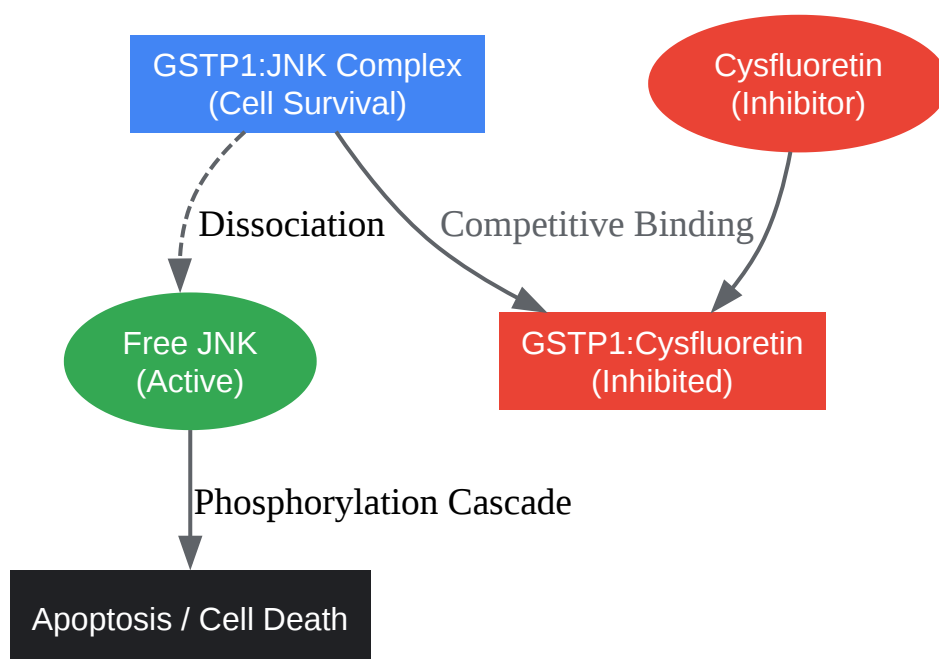 GSTP1:JNK Complex
(Cell Survival)
Cysfluoretin
(Inhibitor)
Dissociation
Competitive Binding
Free JNK
(Active)
GSTP1:Cysfluoretin
(Inhibited)
Phosphorylation Cascade
Apoptosis / Cell Death